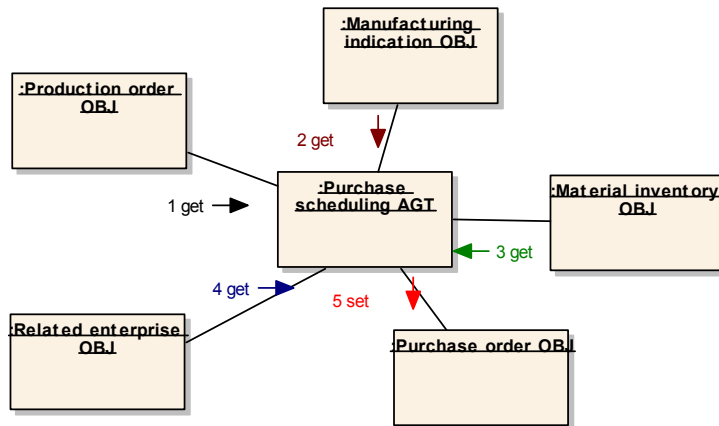 :Manufacturing
indication OBJ
:Production order
OBJ
2 get
:Purchase
scheduling AGT
:Material inventory
OBJ
1 get
3 get
4 get
5 set
:Related enterprise
OBJ
:Purchase order OBJ